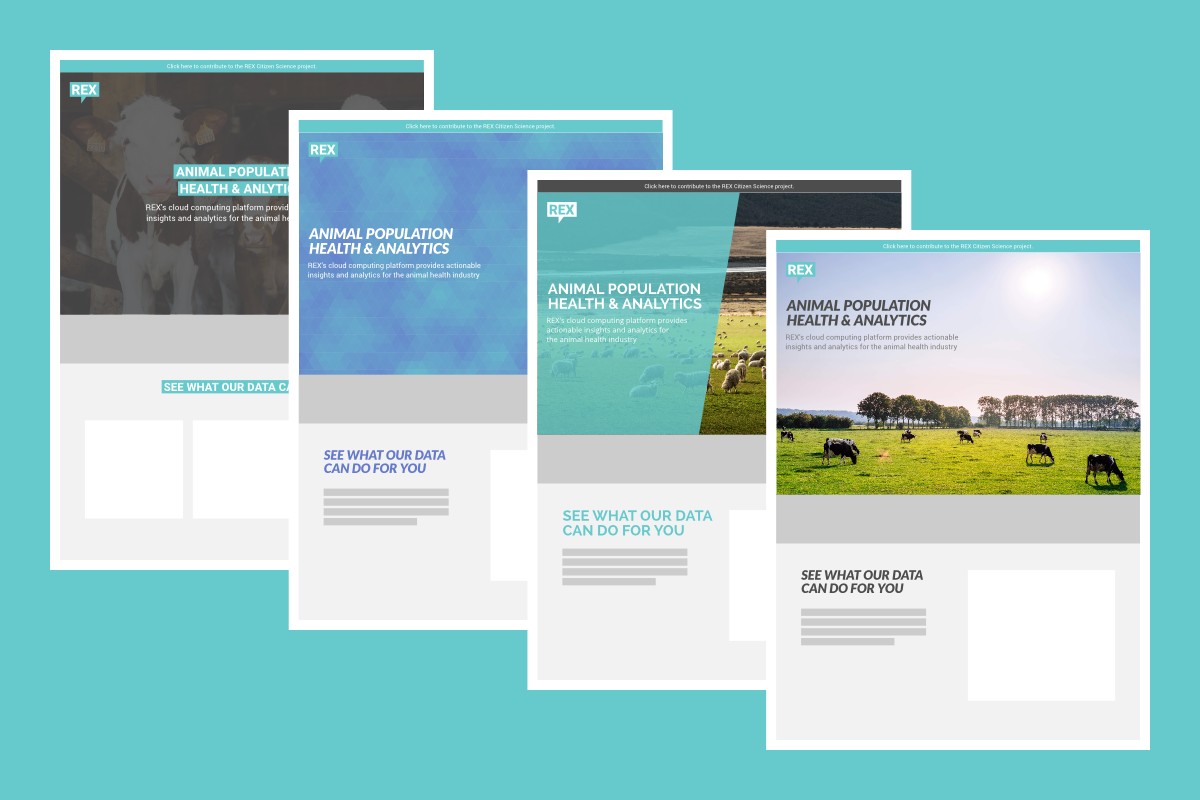 Click here to contribute to the REX Citizen Science project.
REX
ANIMAL POPULATI
HEALTH & ANLYTI
REX's cloud computing platform provid
insights and analytics for the animal he
SEE WHAT OUR DATA CA
Click here to contribute to the REX Citizen Science project.
REX
ANIMAL POPULATION
HEALTH & ANALYTICS
REX's cloud computing platform provides actionable
insights and analytics for the animal health industry
SEE WHAT OUR DATA
CAN DO FOR YOU
Click here to contribute to the REX Citizen Science project.
REX
ANIMAL POPULATION
HEALTH & ANALYTICS
REX's cloud computing platform provides
actionable insights and analytics for
the animal health industry
SEE WHAT OUR DATA
CAN DO FOR YOU
Click here to contribute to the REX Citizen Science project.
REX
ANIMAL POPULATION
HEALTH & ANALYTICS
REX's cloud computing platform provides actionable
insights and analytics for the animal health industry
SEE WHAT OUR DATA
CAN DO FOR YOU